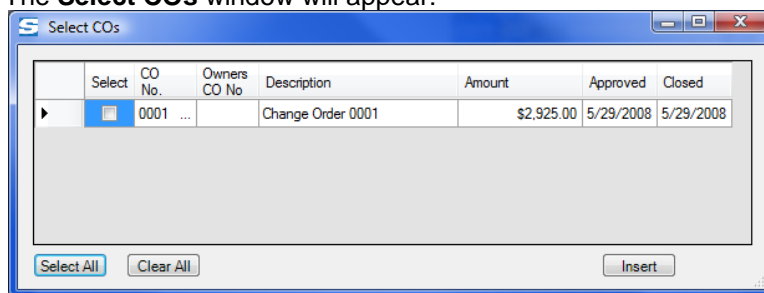 The Select COs window will appear.
Select COs
Select CO No. Owners CO No Description Amount Approved Closed
0001 ... Change Order 0001 $2,925.00 5/29/2008 5/29/2008
Select All Clear All Insert